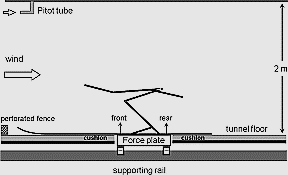 Pitot tube
wind
2 m
perforated fence
front
rear
tunnel floor
cushion
Force plate
cushion
supporting rail